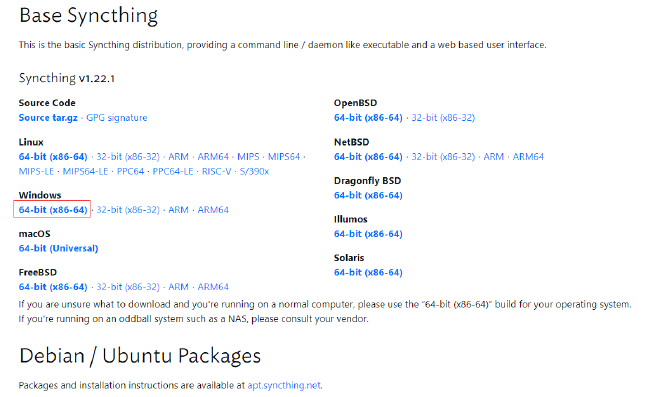 Base Syncthing
This is the basic Syncthing distribution, providing a command line / daemon like executable and a web based user interface.
Syncthing v1.22.1
Source Code
Source tar.gz · GPG signature
Linux
64-bit (x86-64) · 32-bit (x86-32) · ARM · ARM64 · MIPS · MIPS64 ·
MIPS-LE · MIPS64-LE · PPC64 · PPC64-LE · RISC-V · S/390x
Windows
64-bit (x86-64) · 32-bit (x86-32) · ARM · ARM64
macOS
64-bit (Universal)
FreeBSD
64-bit (x86-64) · 32-bit (x86-32) · ARM · ARM64
OpenBSD
64-bit (x86-64) · 32-bit (x86-32)
NetBSD
64-bit (x86-64) · 32-bit (x86-32) · ARM · ARM64
Dragonfly BSD
64-bit (x86-64)
Illumos
64-bit (x86-64)
Solaris
64-bit (x86-64)
If you are unsure what to download and you're running on a normal computer, please use the "64-bit (x86-64)" build for your operating system.
If you're running on an oddball system such as a NAS, please consult your vendor.
Debian / Ubuntu Packages
Packages and installation instructions are available at apt.syncthing.net.